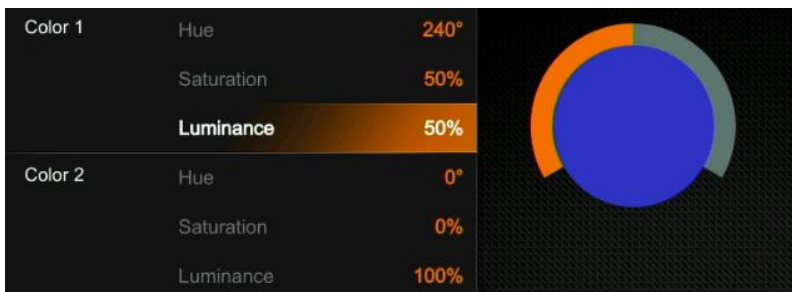 Color 1 Hue 240°
Saturation 50%
Luminance 50%
Color 2 Hue 0°
Saturation 0%
Luminance 100%